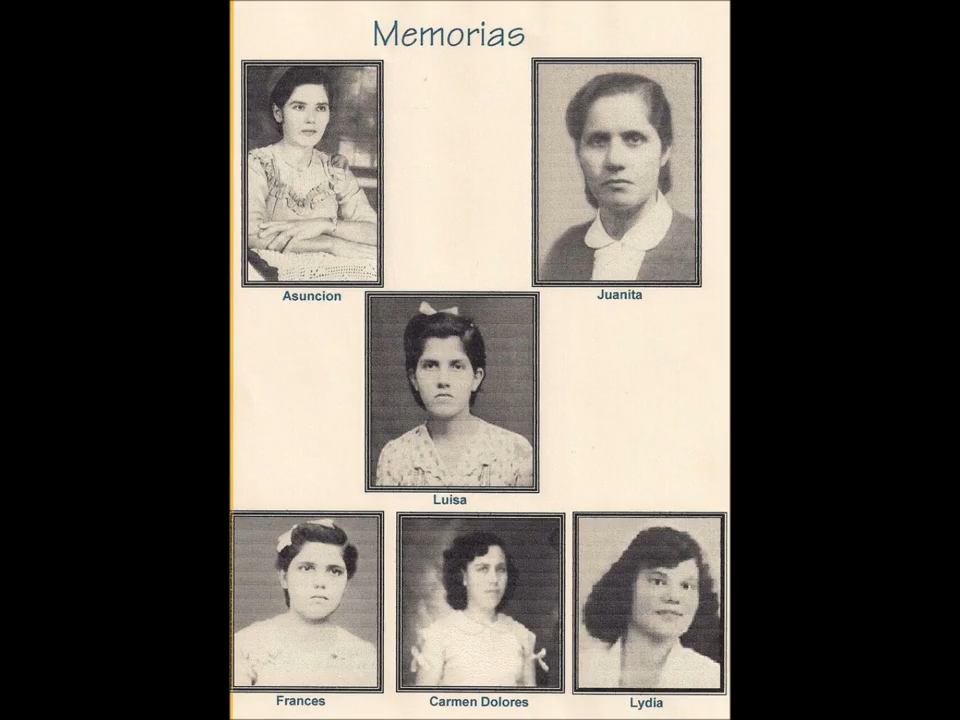 Memorias
Asuncion
Juanita
Luisa
Frances
Carmen Dolores
Lydia